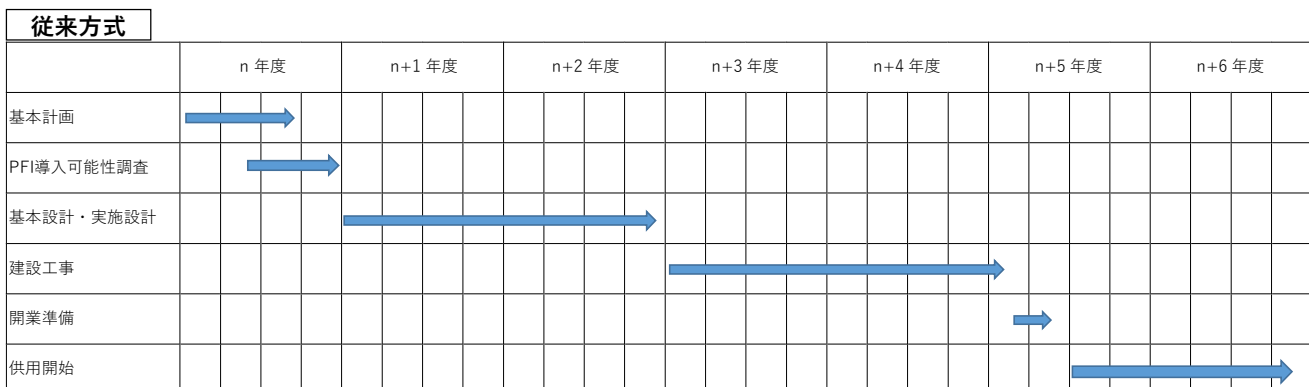 従来方式
n 年度 n+1 年度 n+2 年度 n+3 年度 n+4 年度 n+5 年度 n+6 年度
基本計画
PFI導入可能性調査
基本設計・実施設計
建設工事
開業準備
供用開始